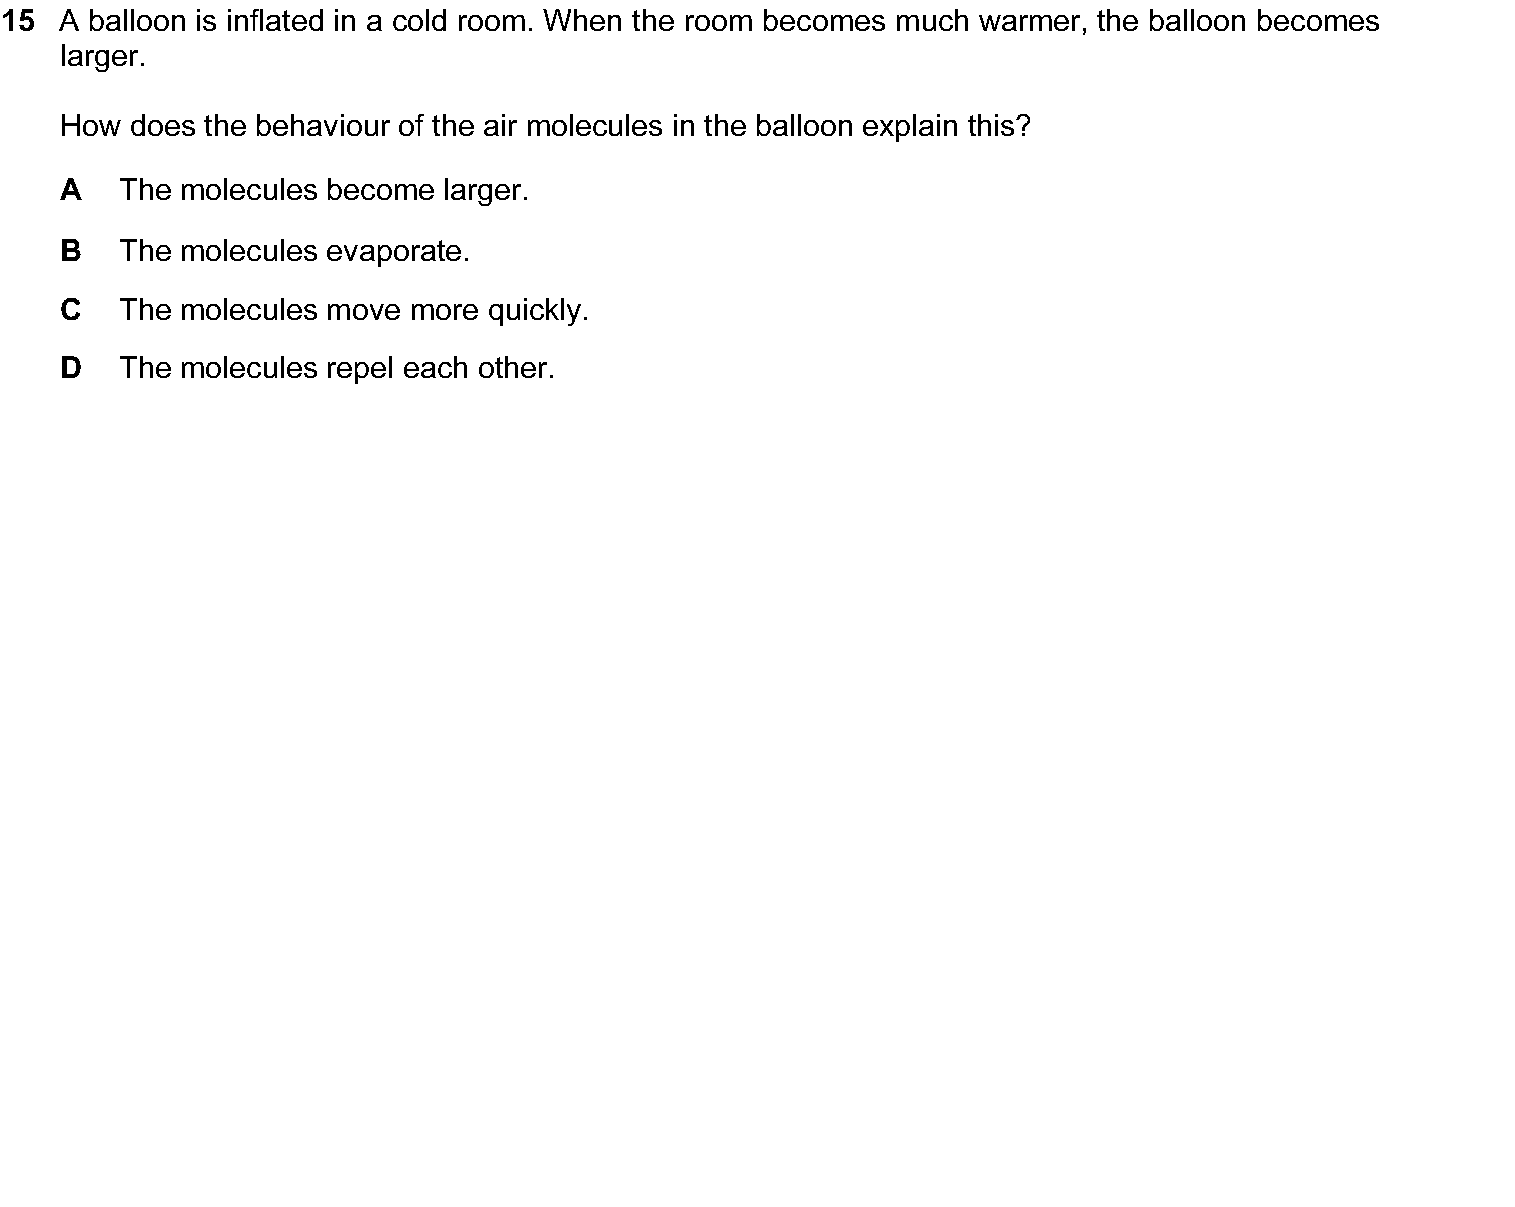 15 A balloon is inflated in a cold room. When the room becomes much warmer, the balloon becomes
larger.
How does the behaviour of the air molecules in the balloon explain this?
A The molecules become larger.
B The molecules evaporate.
C The molecules move more quickly.
D The molecules repel each other.